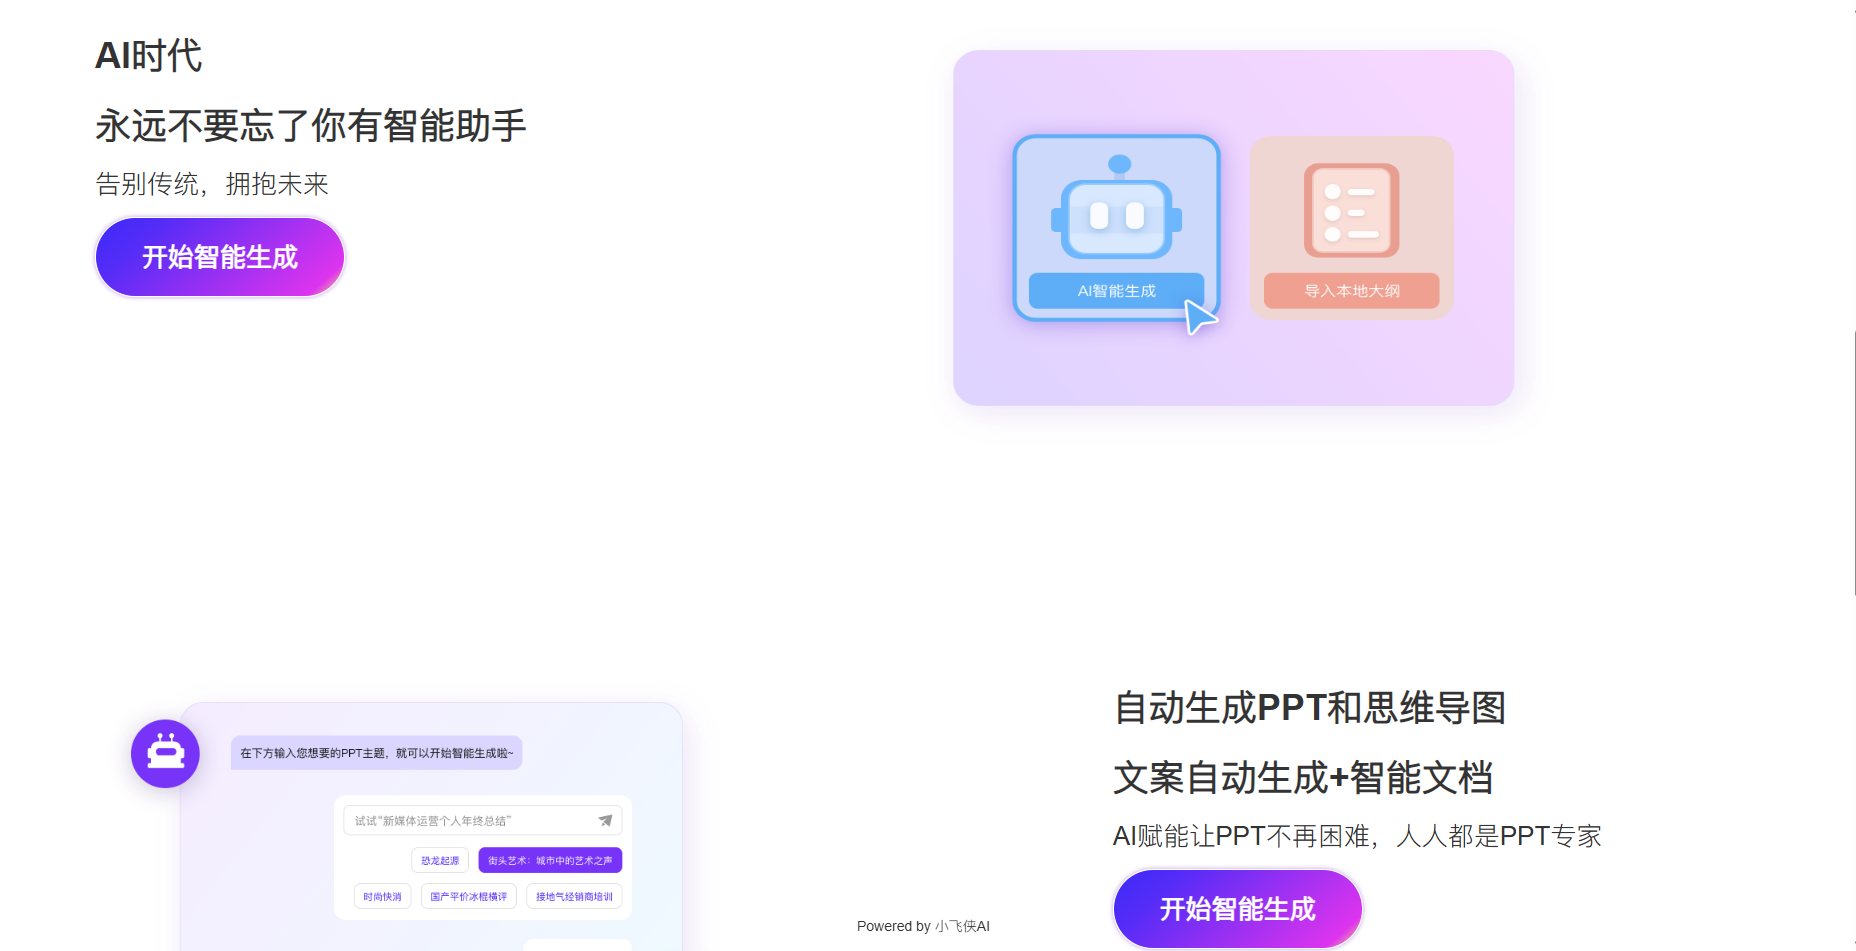 AI时代
永远不要忘了你有智能助手
告别传统，拥抱未来
开始智能生成
AI智能生成
导入本地大纲
自动生成PPT和思维导图
文案自动生成+智能文档
AI赋能让PPT不再困难，人人都是PPT专家
开始智能生成
在下方输入您想要的PPT主题，就可以开始智能生成啦~
试试“新媒体运营个人年终总结”
恐龙起源
街头艺术：城市中的艺术之声
时尚快消
国产平价冰棍横评
接地气经销商培训
Powered by 小飞侠AI